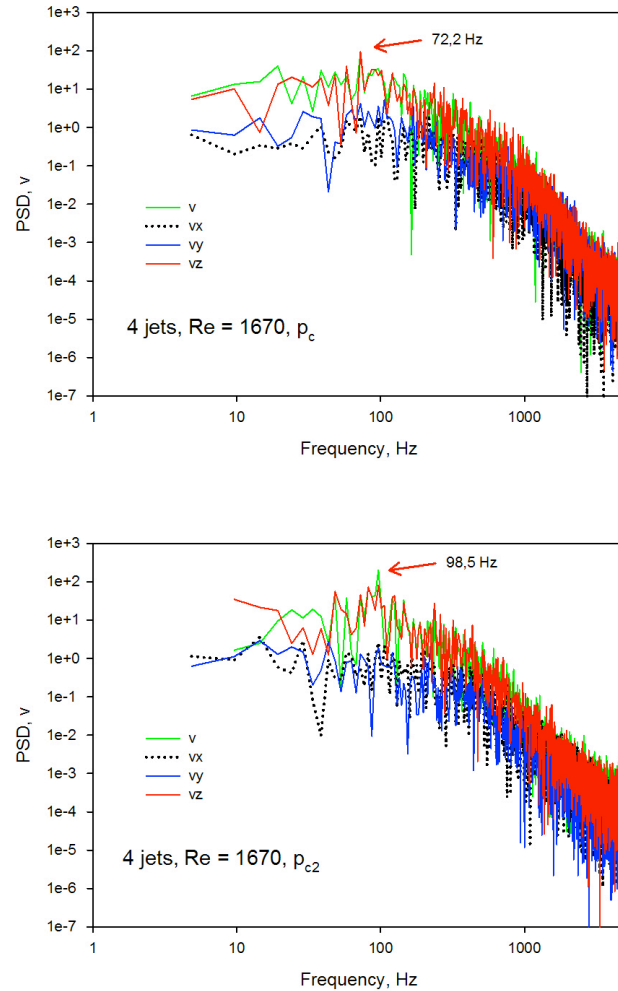 1e+3
1e+2
72,2 Hz
1e+1
1e+0
1e-1
PSD, v
1e-2
v
vx
1e-3
vy
vz
1e-4
1e-5
4 jets, Re = 1670, pc
1e-6
1e-7
1 10 100 1000
Frequency, Hz
1e+3
1e+2
98,5 Hz
1e+1
1e+0
1e-1
PSD, v
1e-2
v
vx
1e-3
vy
vz
1e-4
1e-5
4 jets, Re = 1670, pc2
1e-6
1e-7
1 10 100 1000
Frequency, Hz